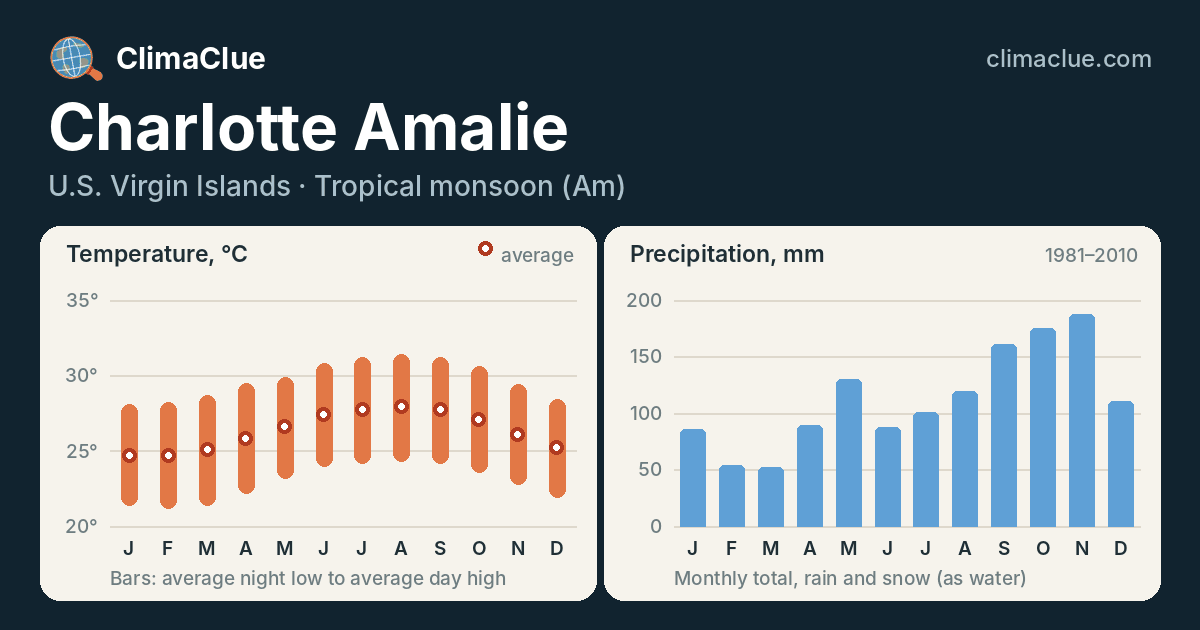 ClimaClue
climaclue.com
Charlotte Amalie
U.S. Virgin Islands · Tropical monsoon (Am)
Temperature, °C
average
35°
30°
25°
20°
J F M A M J J A S O N D
Bars: average night low to average day high
Precipitation, mm
1981–2010
200
150
100
50
0
J F M A M J J A S O N D
Monthly total, rain and snow (as water)